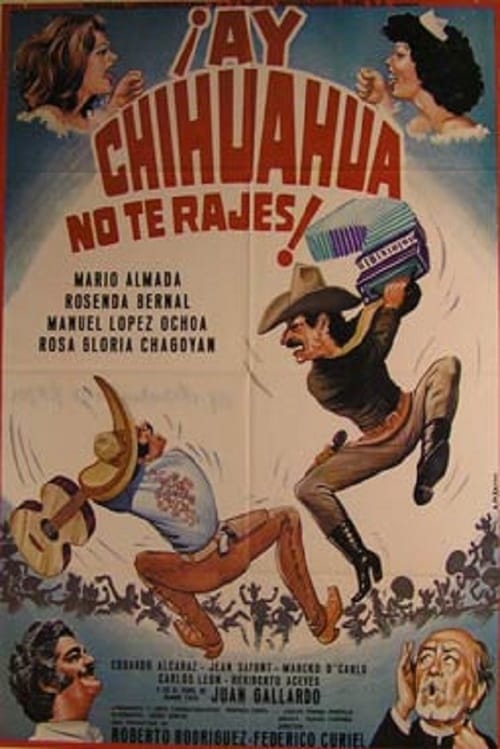 ¡AY
CHIHUAHUA
NO TE RAJES!
MARIO ALMADA
ROSENDA BERNAL
MANUEL LOPEZ OCHOA
ROSA GLORIA CHAGOYAN
EDUARDO ALCARAZ - JEAN SAFONT - MARCKO D'CARLO
CARLOS LEON - HERIBERTO ACEVES
JUAN GALLARDO
ROBERTO RODRIGUEZ - FEDERICO CURIEL